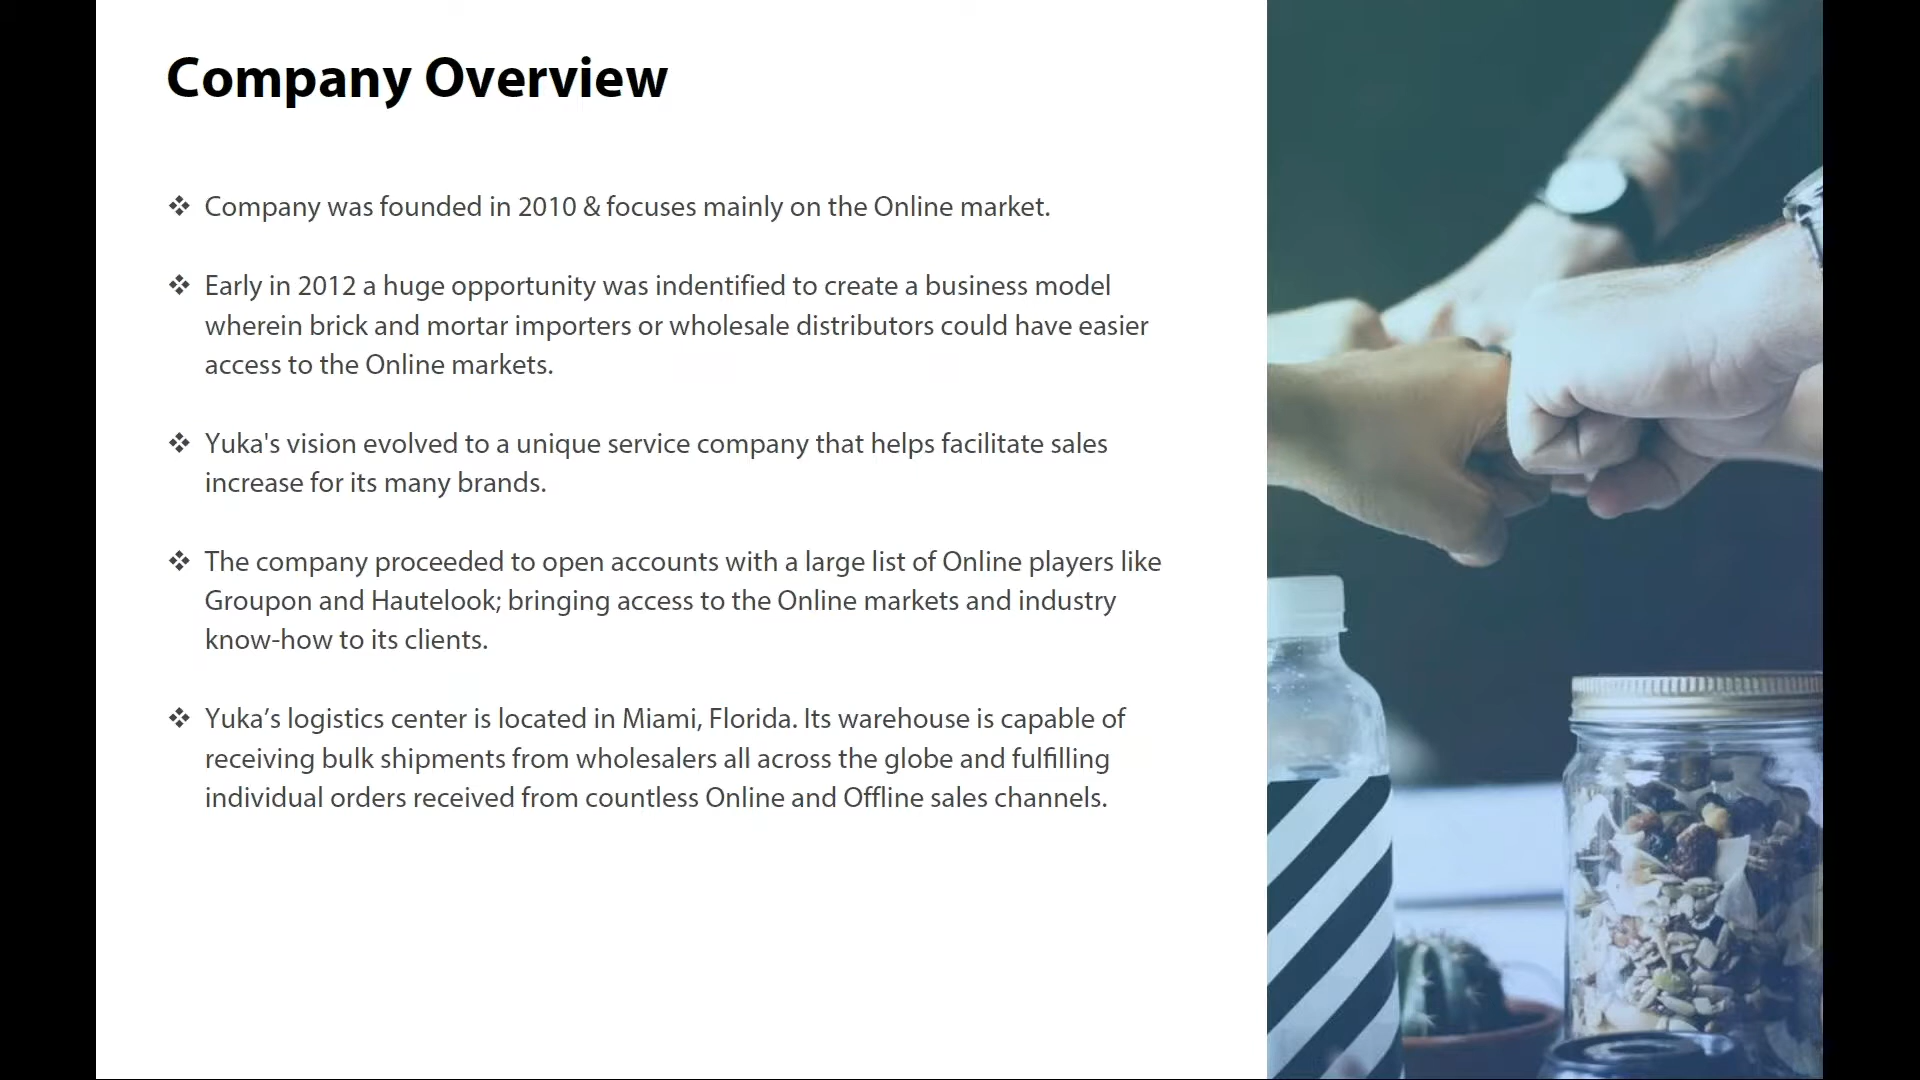 Company Overview
❖ Company was founded in 2010 & focuses mainly on the Online market.
❖ Early in 2012 a huge opportunity was indentified to create a business model
wherein brick and mortar importers or wholesale distributors could have easier
access to the Online markets.
❖ Yuka's vision evolved to a unique service company that helps facilitate sales
increase for its many brands.
❖ The company proceeded to open accounts with a large list of Online players like
Groupon and Hautelook; bringing access to the Online markets and industry
know-how to its clients.
❖ Yuka’s logistics center is located in Miami, Florida. Its warehouse is capable of
receiving bulk shipments from wholesalers all across the globe and fulfilling
individual orders received from countless Online and Offline sales channels.